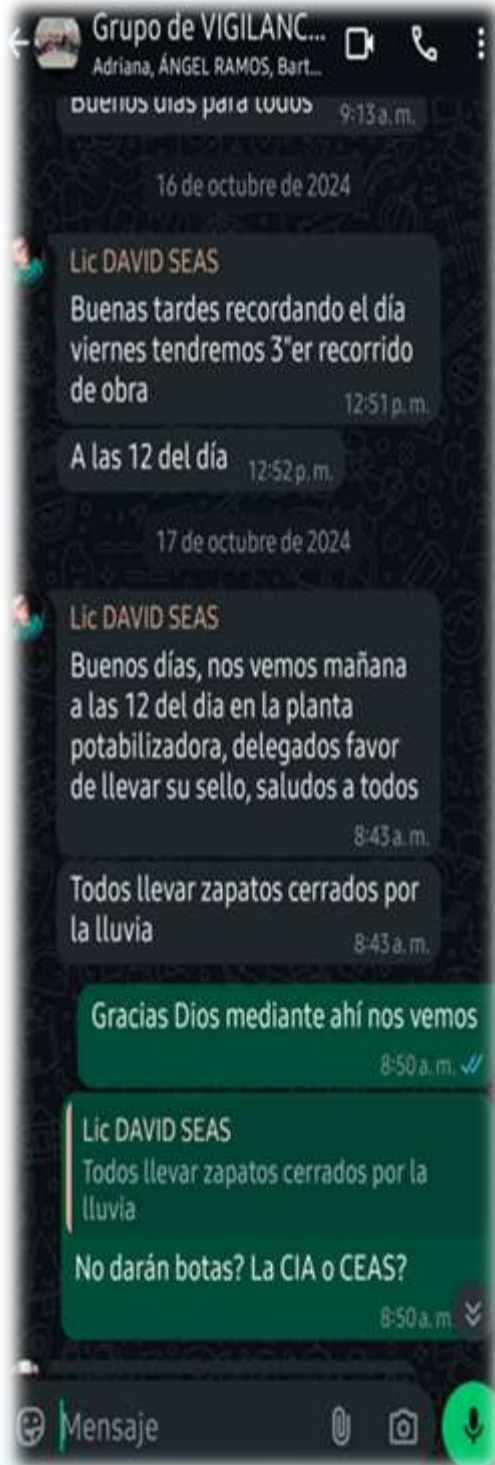 Grupo de VIGILANC...
Adriana, ÁNGEL RAMOS, Bart...
Buenos días para todos
9:13 a. m.
16 de octubre de 2024
Lic DAVID SEAS
Buenas tardes recordando el día
viernes tendremos 3"er recorrido
de obra
12:51 p. m.
A las 12 del día 12:52 p. m.
17 de octubre de 2024
Lic DAVID SEAS
Buenos días, nos vemos mañana
a las 12 del dia en la planta
potabilizadora, delegados favor
de llevar su sello, saludos a todos
8:43 a. m.
Todos llevar zapatos cerrados por
la lluvia
8:43 a. m.
Gracias Dios mediante ahí nos vemos
8:50 a. m.
Lic DAVID SEAS
Todos llevar zapatos cerrados por la
lluvia
No darán botas? La CIA o CEAS?
8:50 a. m
Mensaje